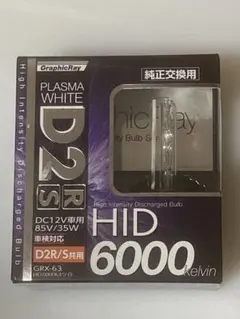 GraphicRay
純正交換用
PLASMA
WHITE
D2R/S
DC12V車用
85V/35W
車検対応
D2R/S共用
GRX-63
High Intensity Discharged Bulb
High Intensity Discharged Bulb
HID
6000
Kelvin